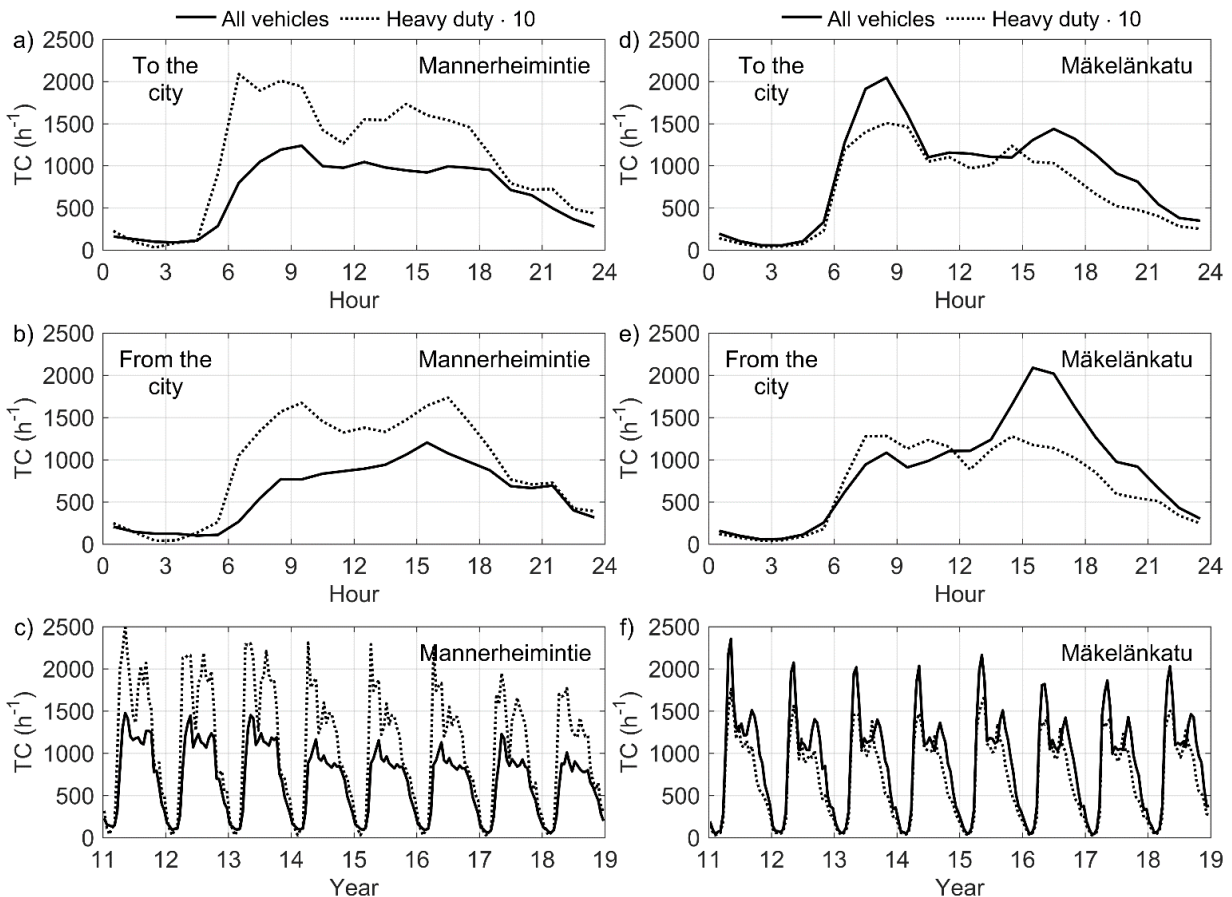 All vehicles Heavy duty · 10
a) To the city Mannerheimintie
2500
2000
1500
1000
500
0
TC (h⁻¹)
0 3 6 9 12 15 18 21 24
Hour
All vehicles Heavy duty · 10
d) To the city Mäkelänkatu
2500
2000
1500
1000
500
0
TC (h⁻¹)
0 3 6 9 12 15 18 21 24
Hour
b) From the city Mannerheimintie
2500
2000
1500
1000
500
0
TC (h⁻¹)
0 3 6 9 12 15 18 21 24
Hour
e) From the city Mäkelänkatu
2500
2000
1500
1000
500
0
TC (h⁻¹)
0 3 6 9 12 15 18 21 24
Hour
c) Mannerheimintie
2500
2000
1500
1000
500
0
TC (h⁻¹)
11 12 13 14 15 16 17 18 19
Year
f) Mäkelänkatu
2500
2000
1500
1000
500
0
TC (h⁻¹)
11 12 13 14 15 16 17 18 19
Year